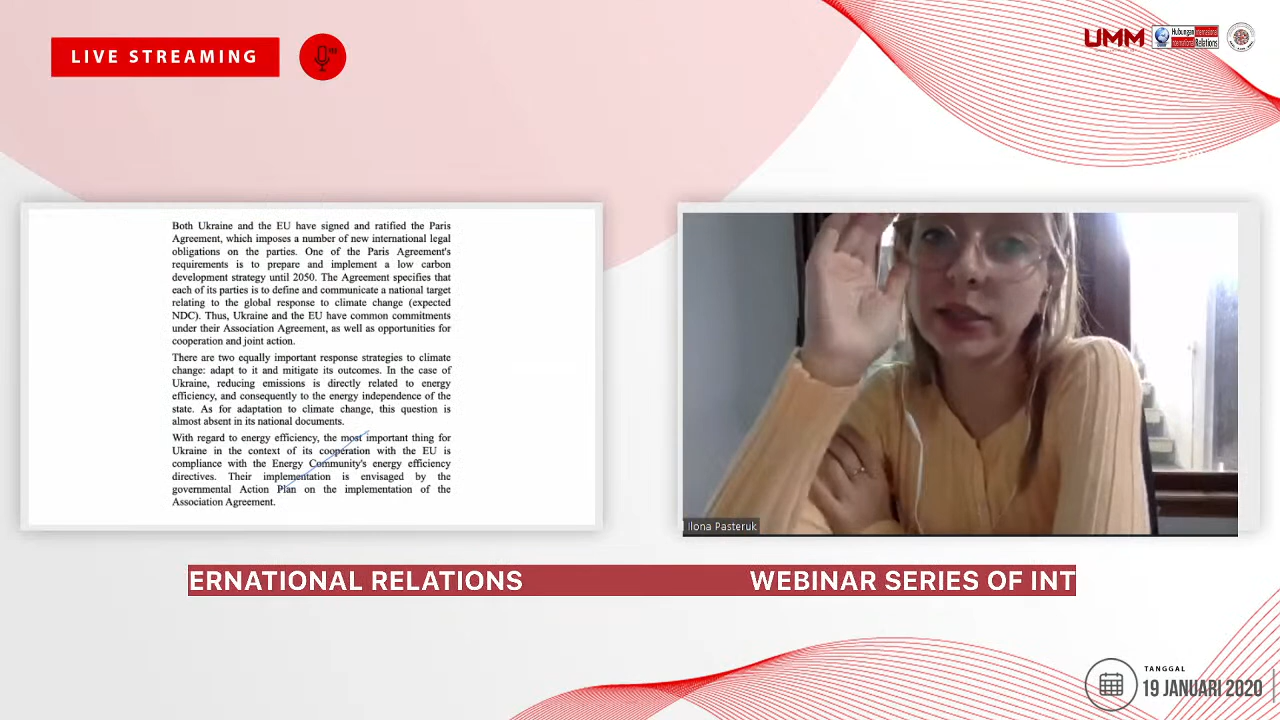 LIVE STREAMING
UMM
Hubungan Internasional
International Relations
Both Ukraine and the EU have signed and ratified the Paris
Agreement, which imposes a number of new international legal
obligations on the parties. One of the Paris Agreement's
requirements is to prepare and implement a low carbon
development strategy until 2050. The Agreement specifies that
each of its parties is to define and communicate a national target
relating to the global response to climate change (expected
NDC). Thus, Ukraine and the EU have common commitments
under their Association Agreement, as well as opportunities for
cooperation and joint action.
There are two equally important response strategies to climate
change: adapt to it and mitigate its outcomes. In the case of
Ukraine, reducing emissions is directly related to energy
efficiency, and consequently to the energy independence of the
state. As for adaptation to climate change, this question is
almost absent in its national documents.
With regard to energy efficiency, the most important thing for
Ukraine in the context of its cooperation with the EU is
compliance with the Energy Community's energy efficiency
directives. Their implementation is envisaged by the
governmental Action Plan on the implementation of the
Association Agreement.
Ilona Pasteruk
ERNATIONAL RELATIONS WEBINAR SERIES OF INT
TANGGAL
19 JANUARI 2020